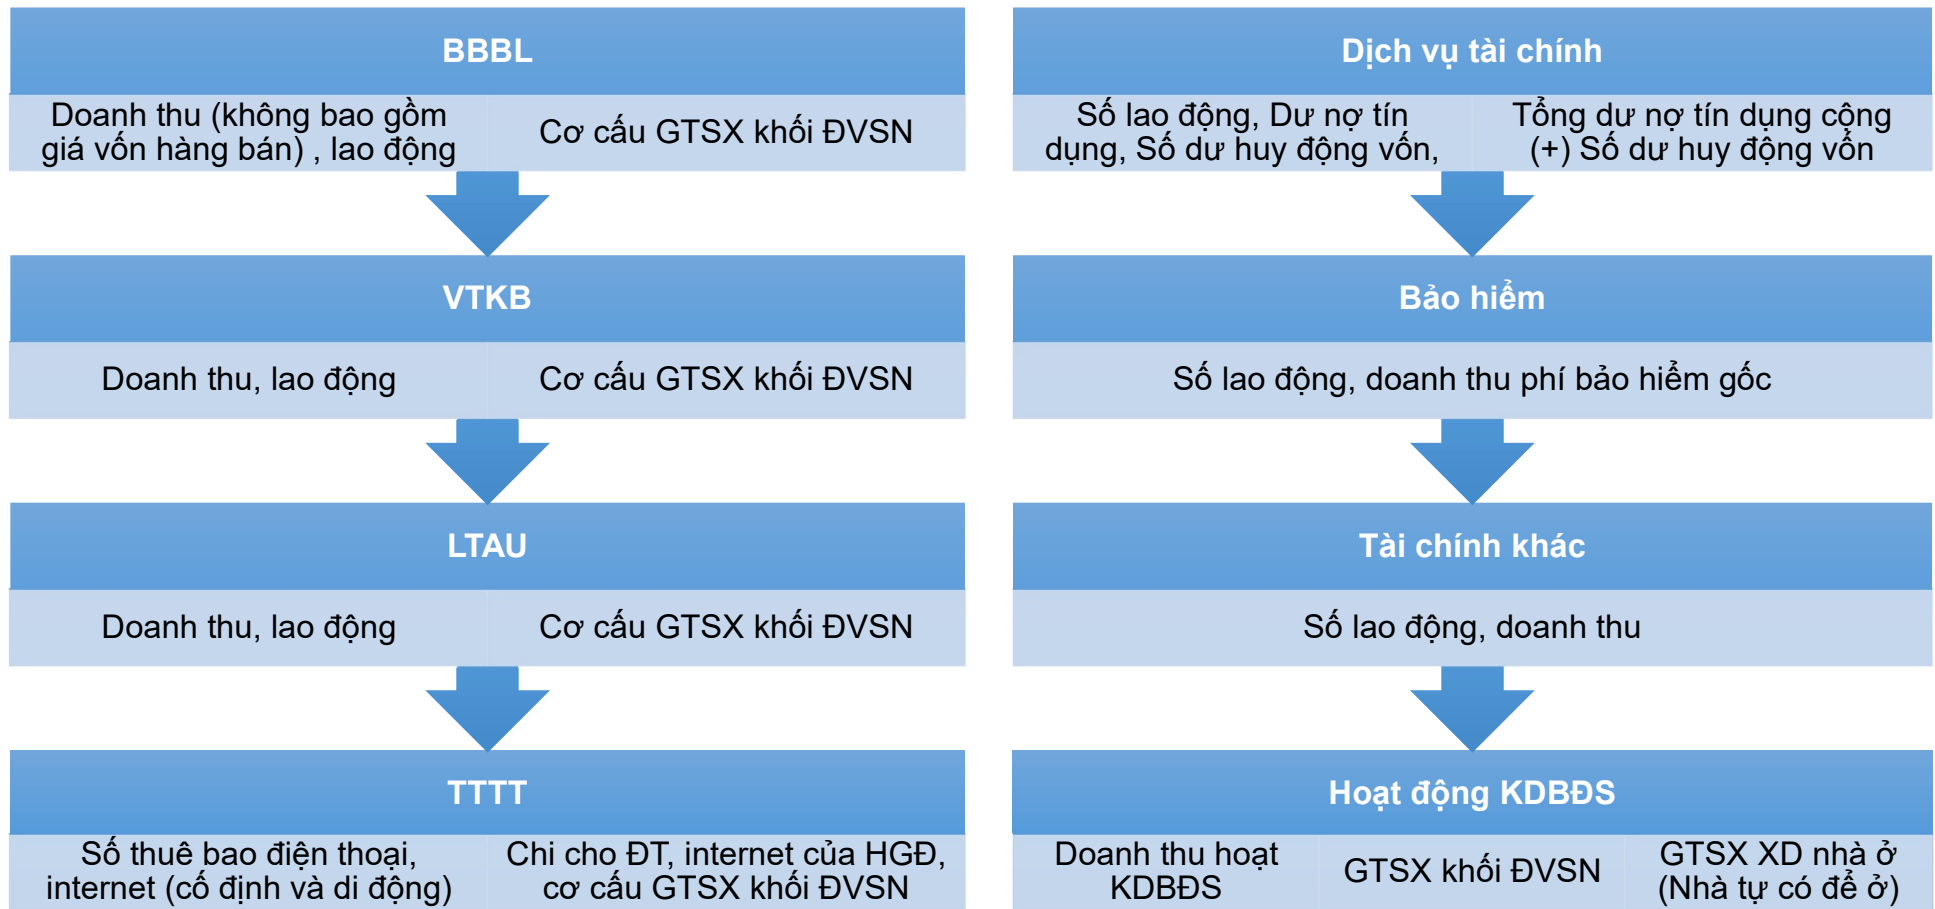 BBBL
Doanh thu (không bao gồm
giá vốn hàng bán) , lao động
Cơ cấu GTSX khối ĐVSN
VTKB
Doanh thu, lao động
Cơ cấu GTSX khối ĐVSN
LTAU
Doanh thu, lao động
Cơ cấu GTSX khối ĐVSN
TTTT
Số thuê bao điện thoại,
internet (cố định và di động)
Chi cho ĐT, internet của HGĐ,
cơ cấu GTSX khối ĐVSN
Dịch vụ tài chính
Số lao động, Dư nợ tín
dụng, Số dư huy động vốn,
Tổng dư nợ tín dụng cộng
(+) Số dư huy động vốn
Bảo hiểm
Số lao động, doanh thu phí bảo hiểm gốc
Tài chính khác
Số lao động, doanh thu
Hoạt động KDBĐS
Doanh thu hoạt
KDBĐS
GTSX khối ĐVSN
GTSX XD nhà ở
(Nhà tự có để ở)